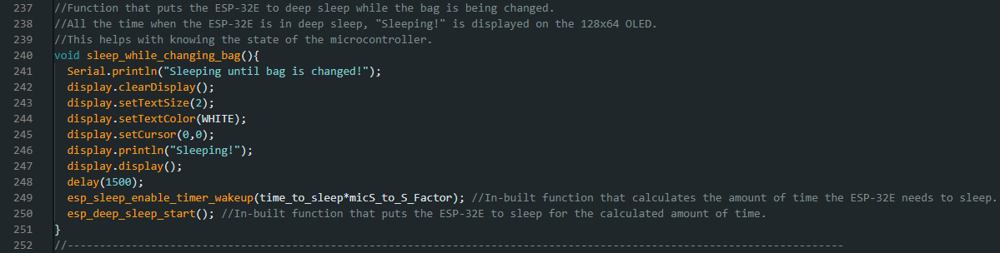 237 //Function that puts the ESP-32E to deep sleep while the bag is being changed.
238 //All the time when the ESP-32E is in deep sleep, "Sleeping!" is displayed on the 128x64 OLED.
239 //This helps with knowing the state of the microcontroller.
240 void sleep_while_changing_bag(){
241   Serial.println("Sleeping until bag is changed!");
242   display.clearDisplay();
243   display.setTextSize(2);
244   display.setTextColor(WHITE);
245   display.setCursor(0,0);
246   display.println("Sleeping!");
247   display.display();
248   delay(1500);
249   esp_sleep_enable_timer_wakeup(time_to_sleep*micS_to_S_Factor); //In-built function that calculates the amount of time the ESP-32E needs to sleep.
250   esp_deep_sleep_start(); //In-built function that puts the ESP-32E to sleep for the calculated amount of time.
251 }
252 //--------------------------------------------------------------------------------------------------------------------------